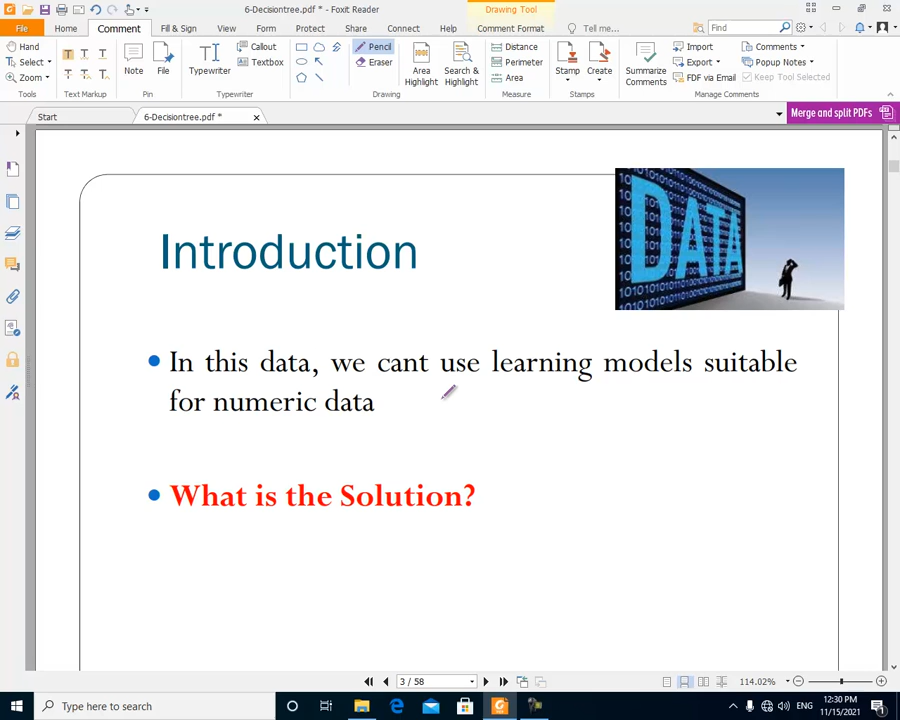 6-Decisiontree.pdf * - Foxit Reader
Drawing Tool
File Home Comment Fill & Sign View Form Protect Share Connect Help Comment Format Tell me... Find
Hand
Select
Zoom
Tools
Text Markup
Note File
Pin
Typewriter
Callout
Textbox
Typewriter
Pencil
Eraser
Drawing
Area Highlight
Search & Highlight
Distance
Perimeter
Area
Measure
Stamp Create
Stamps
Summarize Comments
Import
Export
FDF via Email
Comments
Popup Notes
Keep Tool Selected
Manage Comments
Start 6-Decisiontree.pdf * Merge and split PDFs
DATA
Introduction
In this data, we cant use learning models suitable
for numeric data
What is the Solution?
3 / 58 114.02%
Type here to search
ENG
12:30 PM
11/15/2021